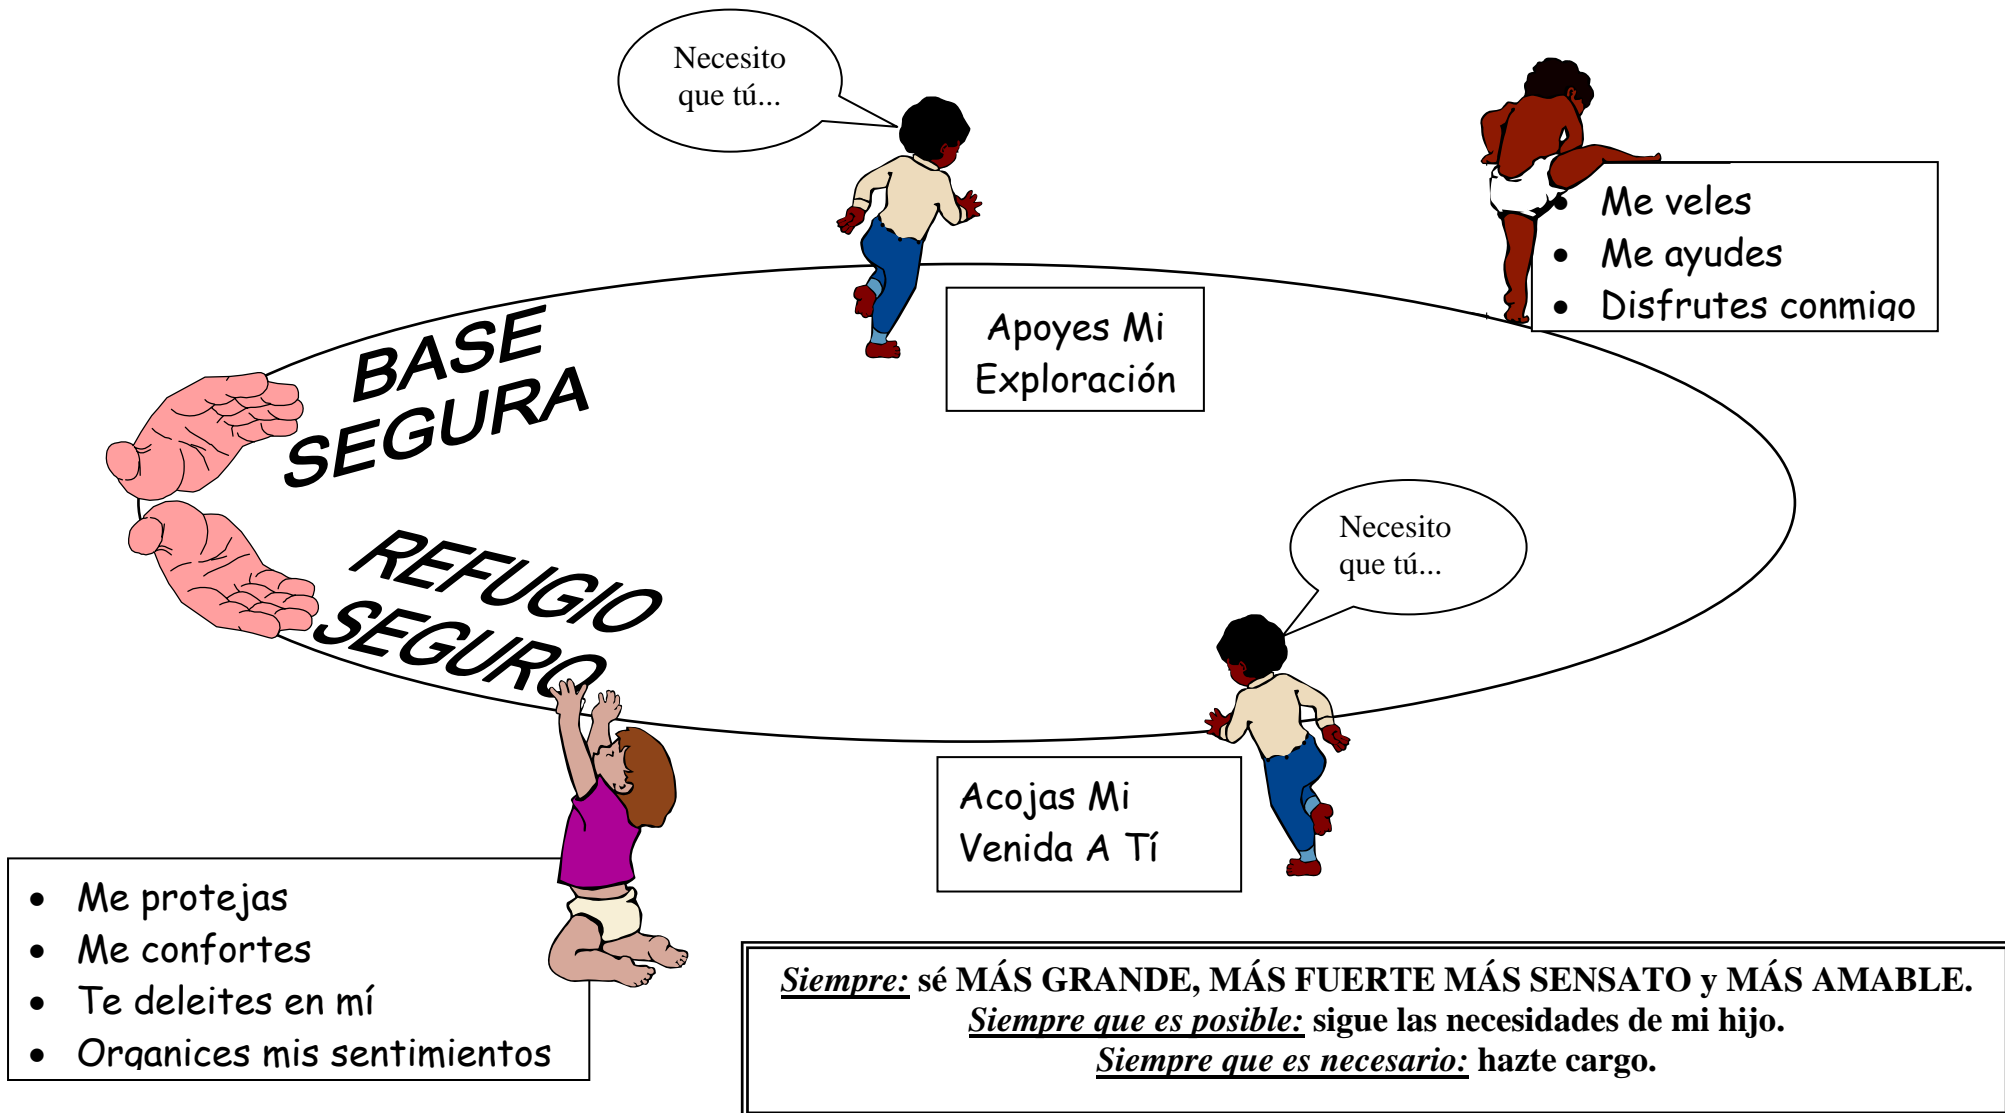 Necesito
que tú...
Me veles
Me ayudes
Disfrutes conmigo
BASE
SEGURA
Apoyes Mi
Exploración
REFUGIO
SEGURO
Necesito
que tú...
Acojas Mi
Venida A Tí
Me protejas
Me confortes
Te deleites en mí
Organices mis sentimientos
Siempre: sé MÁS GRANDE, MÁS FUERTE MÁS SENSATO y MÁS AMABLE.
Siempre que es posible: sigue las necesidades de mi hijo.
Siempre que es necesario: hazte cargo.